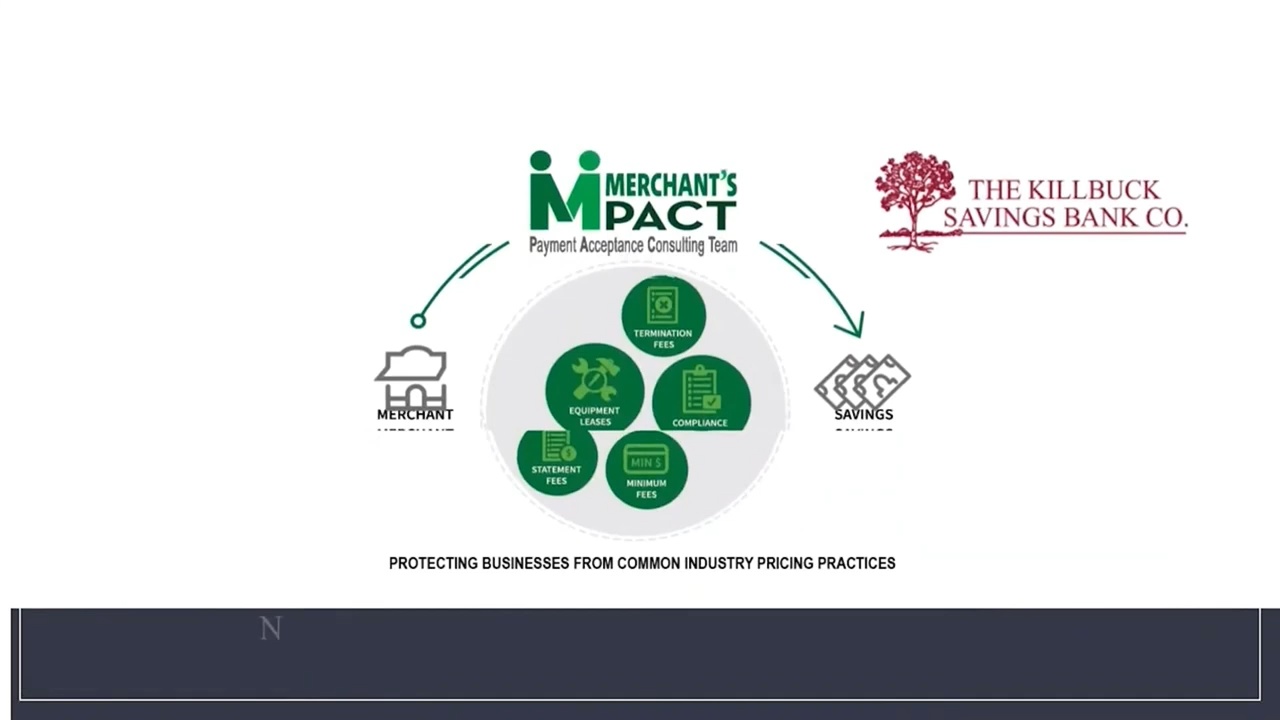 MERCHANT'S
PACT
Payment Acceptance Consulting Team
THE KILLBUCK
SAVINGS BANK CO.
TERMINATION
FEES
EQUIPMENT
LEASES
COMPLIANCE
MERCHANT
SAVINGS
STATEMENT
FEES
MIN $
MINIMUM
FEES
PROTECTING BUSINESSES FROM COMMON INDUSTRY PRICING PRACTICES
N